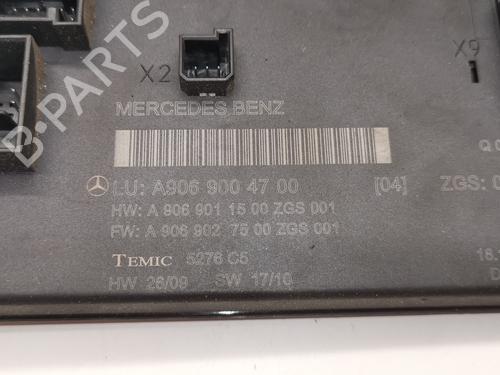 B-PARTS
X2
X9
1
MERCEDES BENZ
LU: A906 900 47 00 [04] ZGS:
HW: A 906 901 15 00 ZGS 001
FW: A 906 902 75 00 ZGS 001
TEMIC 5276 C5
HW 26/09 SW 17/10